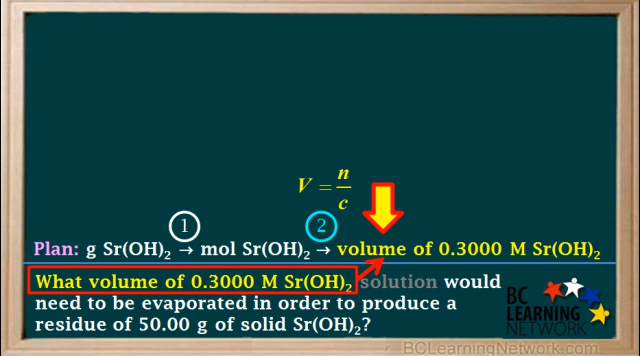 V = n/c
1 2
Plan: g Sr(OH)₂ → mol Sr(OH)₂ → volume of 0.3000 M Sr(OH)₂
What volume of 0.3000 M Sr(OH)₂ solution would
need to be evaporated in order to produce a
residue of 50.00 g of solid Sr(OH)₂?
BC
LEARNING
NETWORK
BCLearningNetwork.com